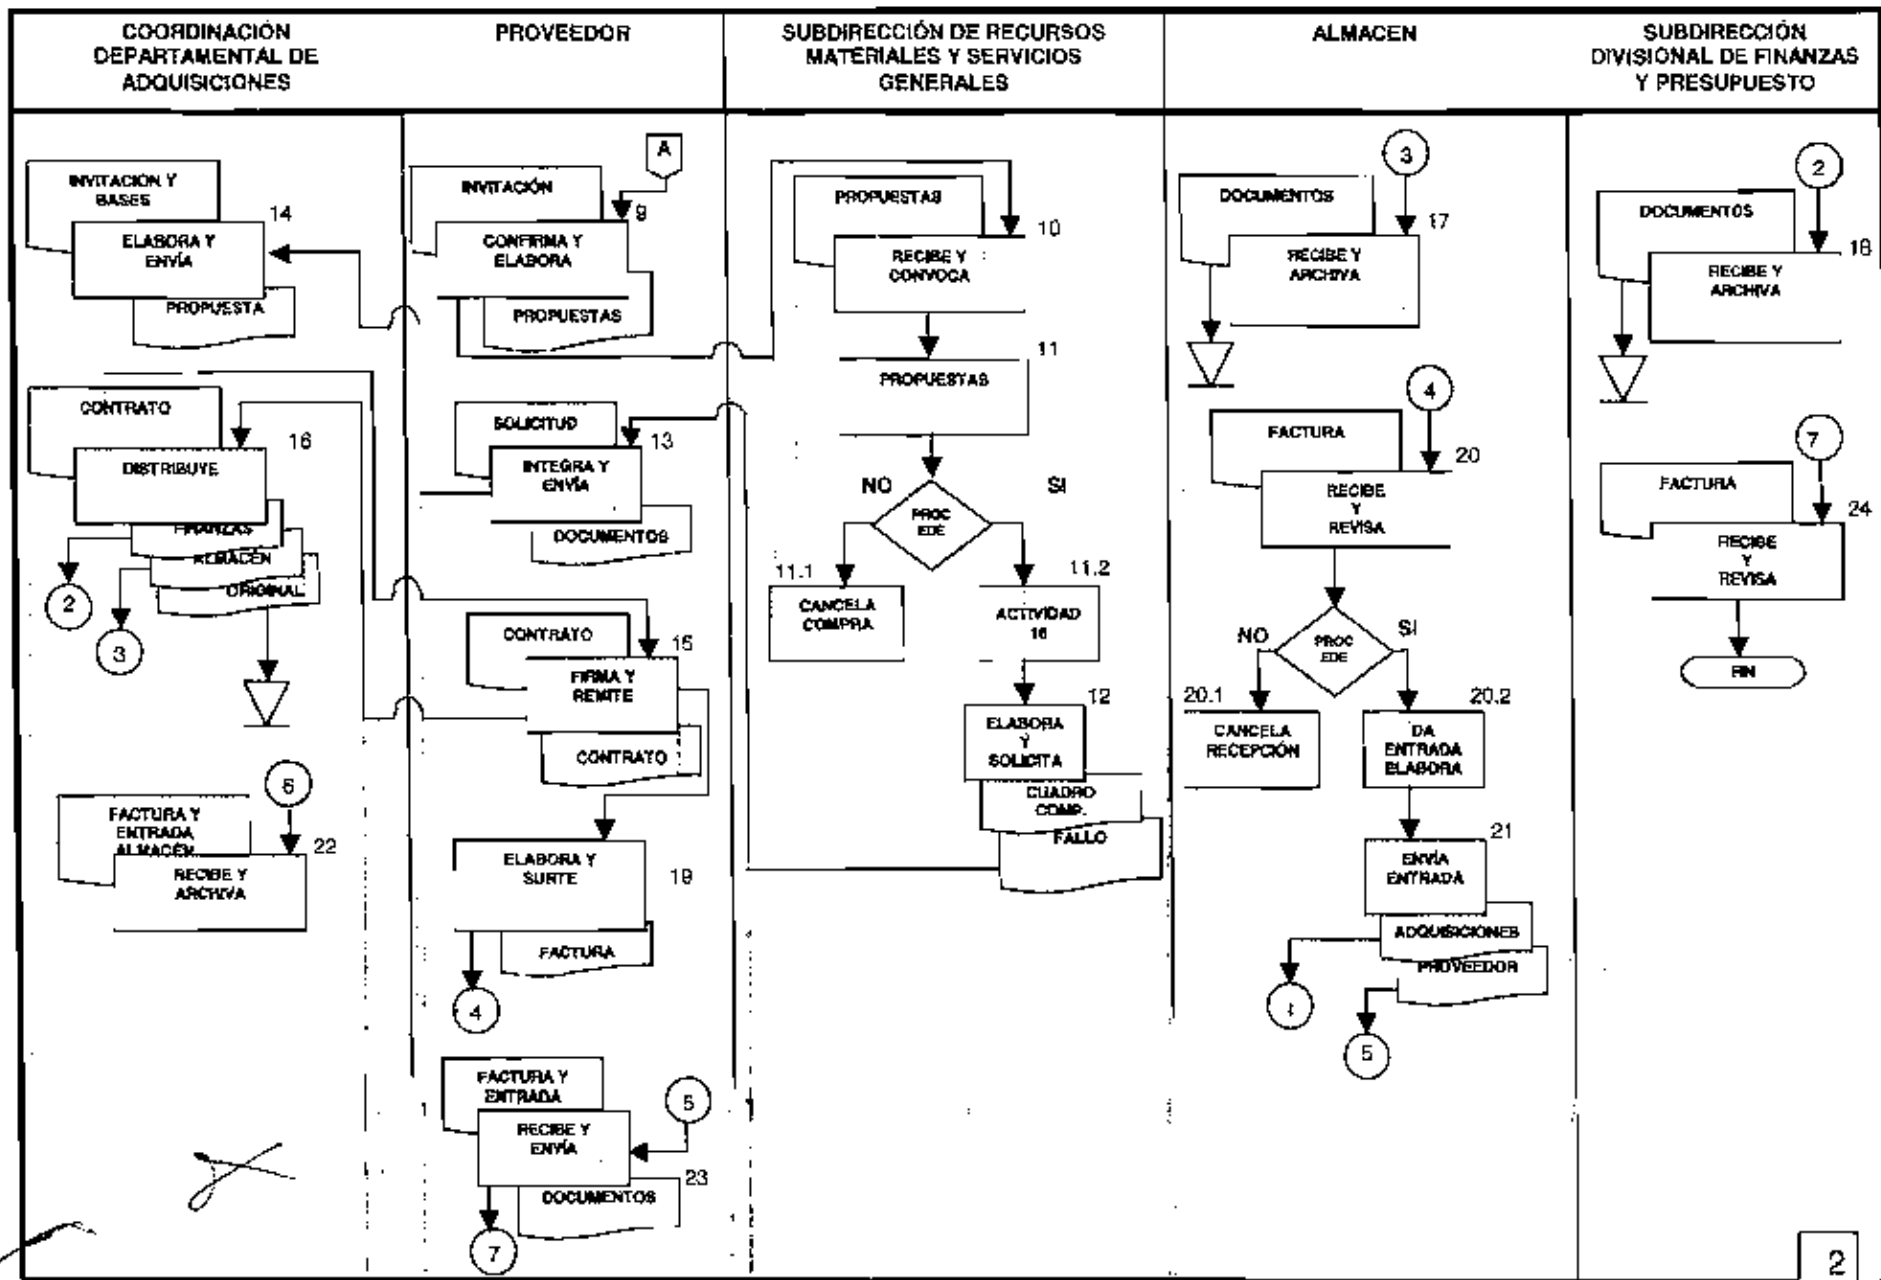 COORDINACIÓN
DEPARTAMENTAL DE
ADQUISICIONES
PROVEEDOR
SUBDIRECCIÓN DE RECURSOS
MATERIALES Y SERVICIOS
GENERALES
ALMACEN
SUBDIRECCIÓN
DIVISIONAL DE FINANZAS
Y PRESUPUESTO
INVITACION Y
BASES
14
ELABORA Y
ENVÍA
PROPUESTA
CONTRATO
16
DISTRIBUYE
FINANZAS
ALMACÉN
ORIGINAL
2
3
6
FACTURA Y
ENTRADA
ALMACÉN
22
RECIBE Y
ARCHIVA
A
INVITACIÓN
9
CONFIRMA Y
ELABORA
PROPUESTAS
SOLICITUD
13
INTEGRA Y
ENVÍA
DOCUMENTOS
CONTRATO
15
FIRMA Y
REMITE
CONTRATO
ELABORA Y
SURTE
19
FACTURA
4
FACTURA Y
ENTRADA
5
RECIBE Y
ENVÍA
23
DOCUMENTOS
7
PROPUESTAS
10
RECIBE Y
CONVOCA
11
PROPUESTAS
NO
SI
PROC
EDE
11.1
CANCELA
COMPRA
11.2
ACTIVIDAD
16
12
ELABORA
Y
SOLICITA
CUADRO
COMP.
FALLO
3
DOCUMENTOS
17
RECIBE Y
ARCHIVA
4
FACTURA
20
RECIBE
Y
REVISA
NO
SI
PROC
EDE
20.1
CANCELA
RECEPCIÓN
20.2
DA
ENTRADA
ELABORA
21
ENVÍA
ENTRADA
ADQUISICIONES
PROVEEDOR
5
2
DOCUMENTOS
18
RECIBE Y
ARCHIVA
7
FACTURA
24
RECIBE
Y
REVISA
FIN
2